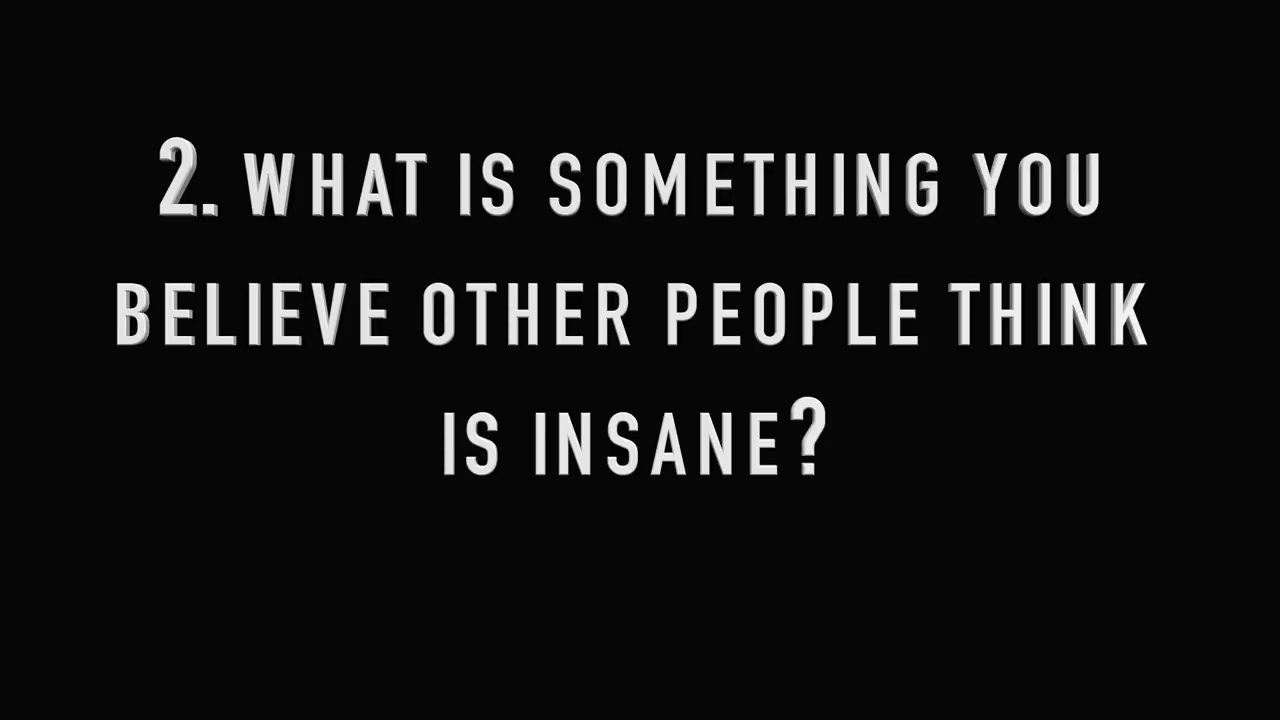 2. WHAT IS SOMETHING YOU
BELIEVE OTHER PEOPLE THINK
IS INSANE?